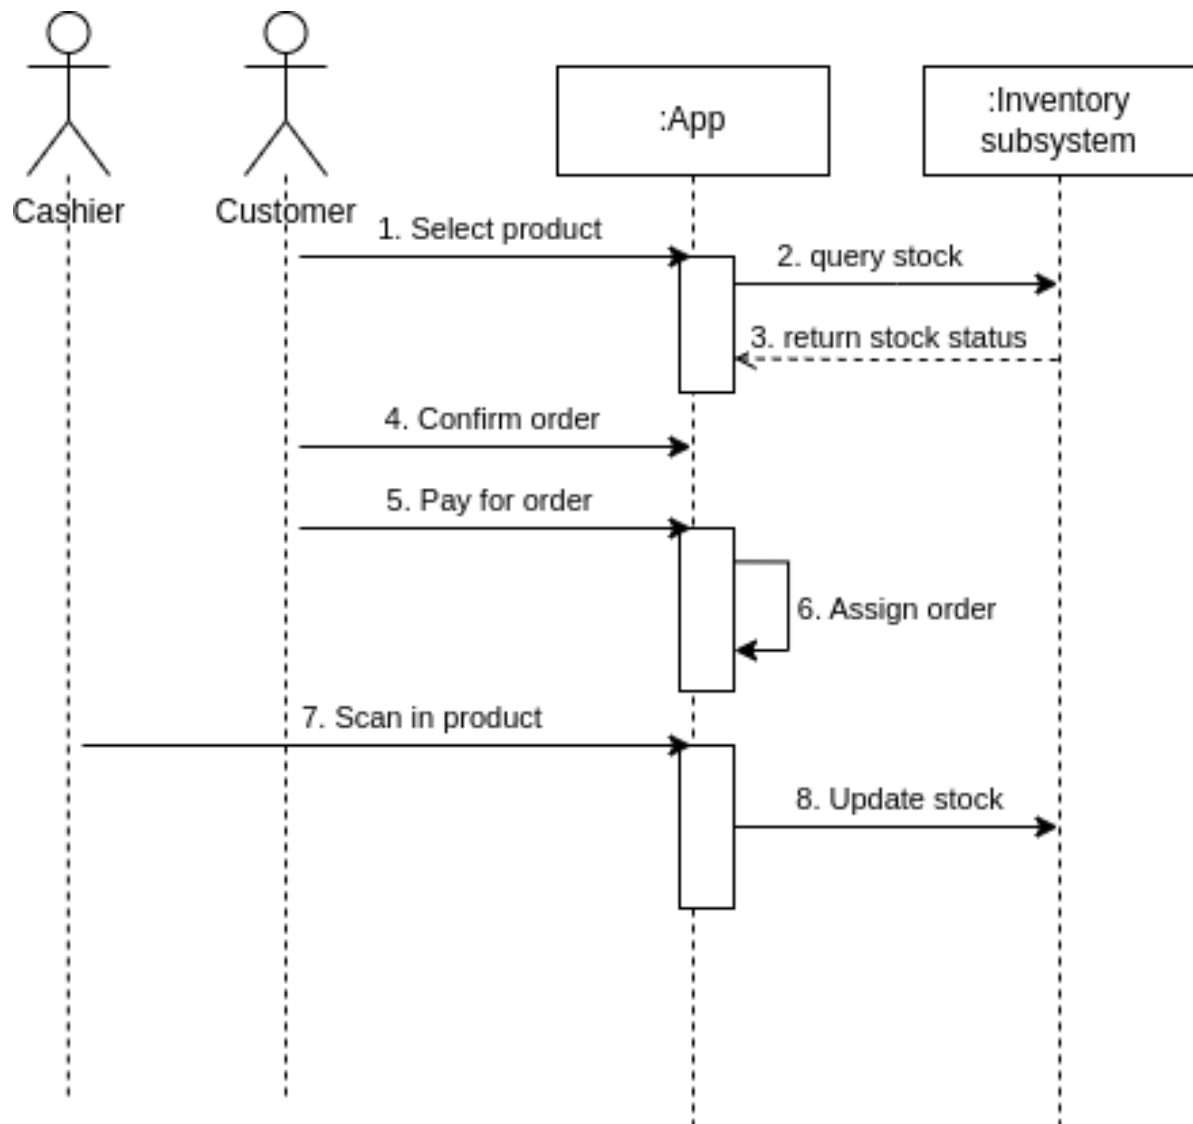 :App
:Inventory
subsystem
Cashier
Customer
1. Select product
2. query stock
3. return stock status
4. Confirm order
5. Pay for order
6. Assign order
7. Scan in product
8. Update stock